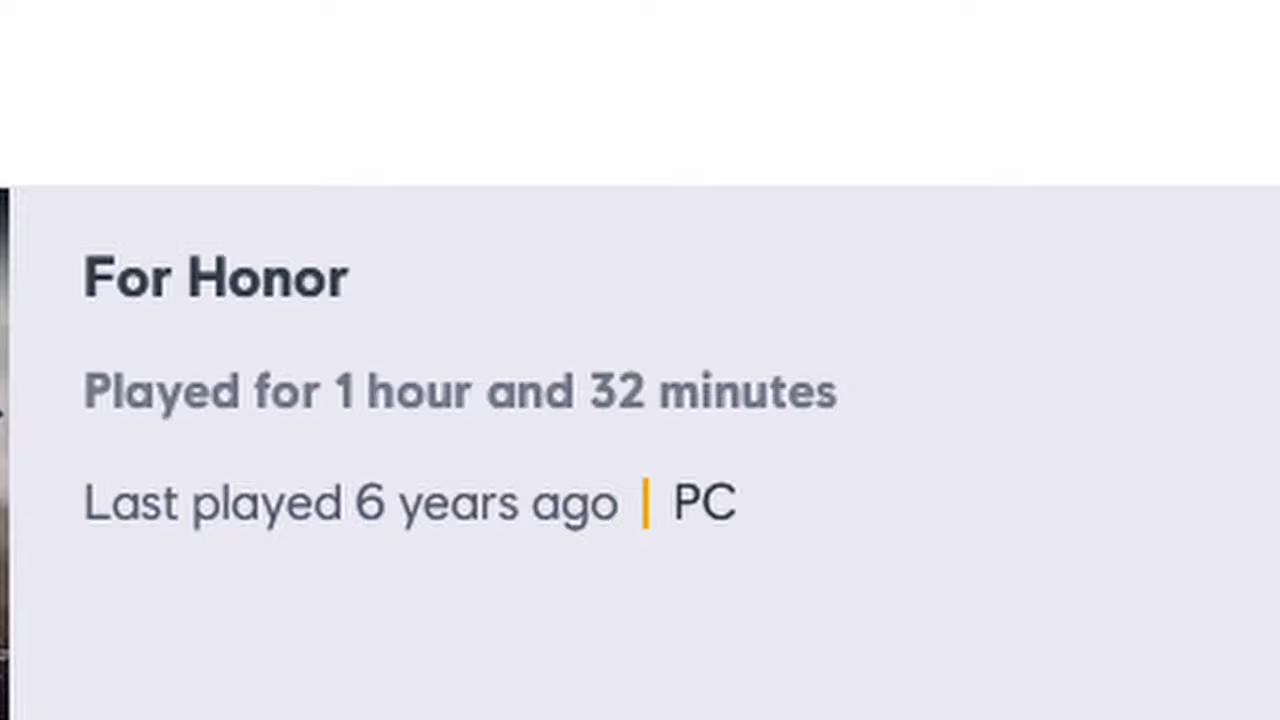 For Honor
Played for 1 hour and 32 minutes
Last played 6 years ago | PC